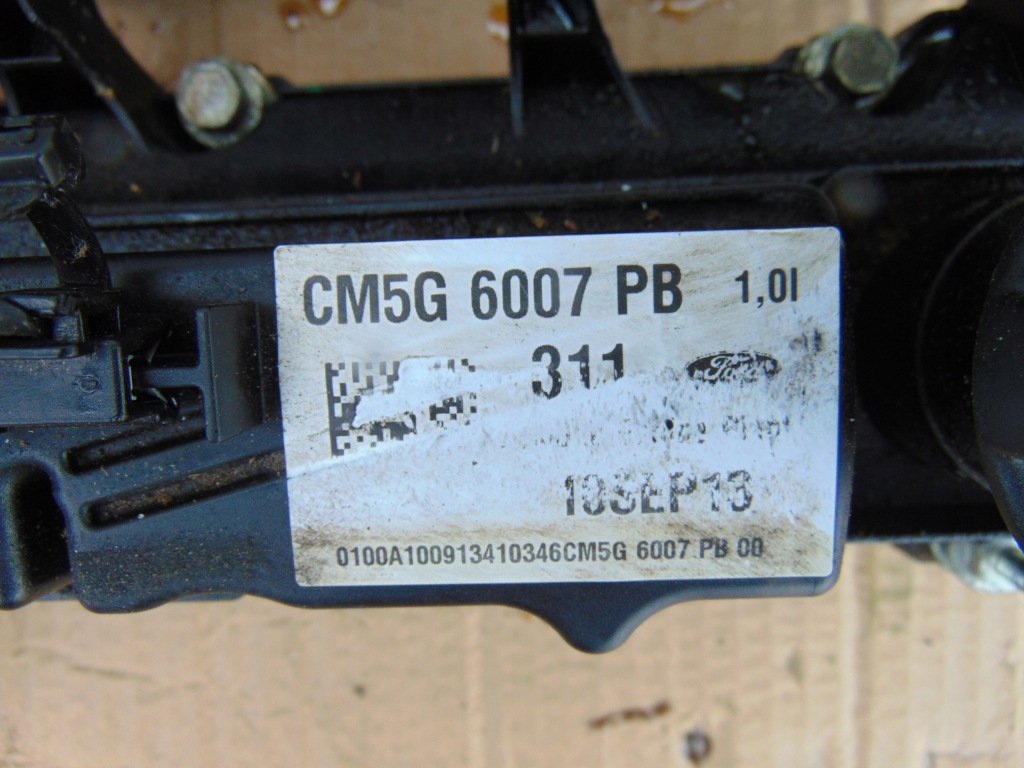 CM5G 6007 PB 1,0l
311 Ford
10SEP13
0100A100913410346CM5G 6007 PB 00